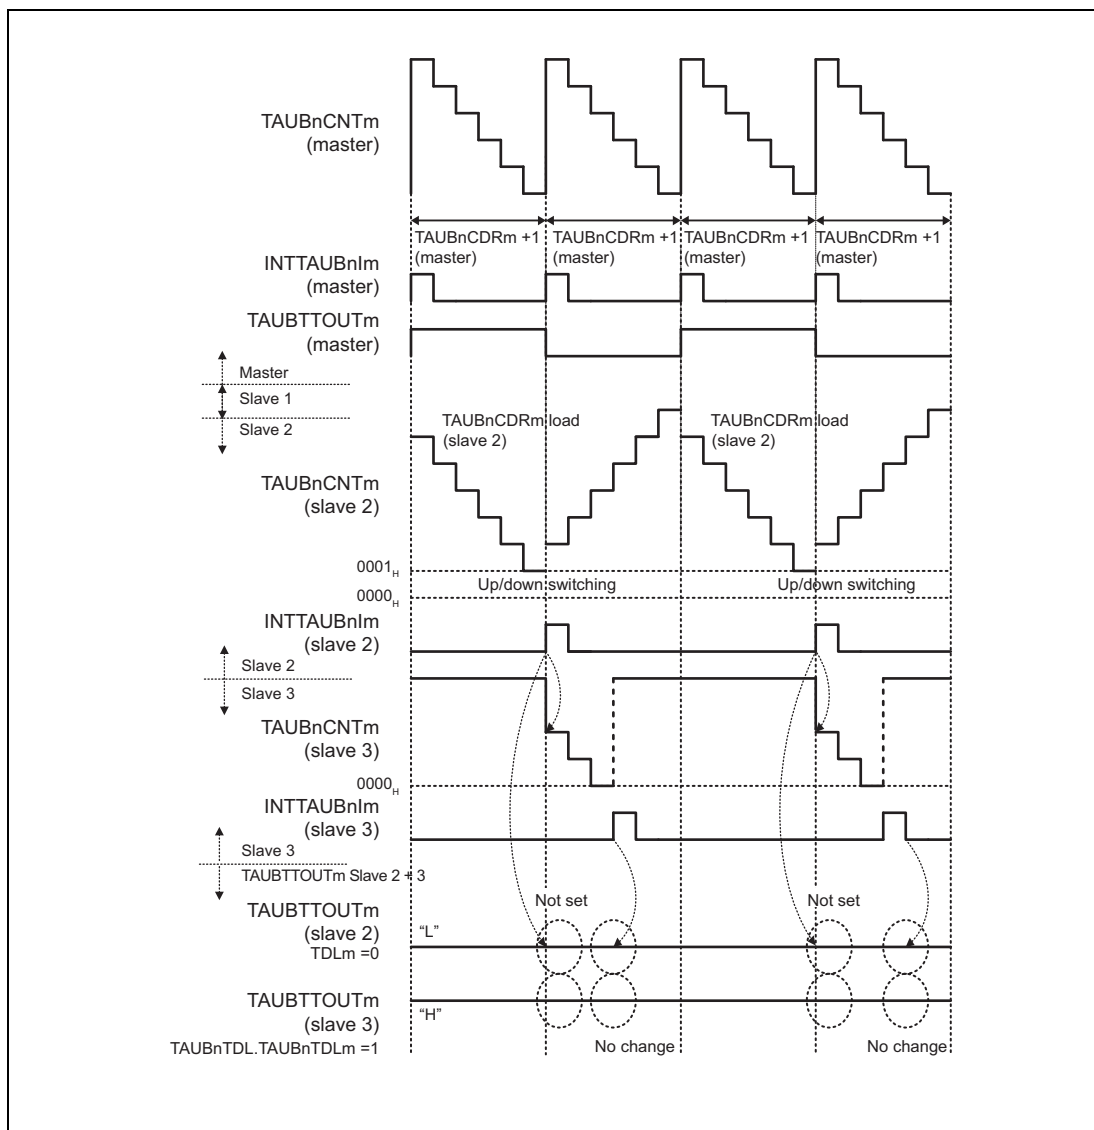 TAUBnCNTm
(master)
TAUBnCDRm +1 TAUBnCDRm +1 TAUBnCDRm +1 TAUBnCDRm +1
(master) (master) (master) (master)
INTTAUBnIm
(master)
TAUBTTOUTm
(master)
Master
Slave 1
Slave 2
TAUBnCDRm load TAUBnCDRm load
(slave 2) (slave 2)
TAUBnCNTm
(slave 2)
0001H
Up/down switching Up/down switching
0000H
INTTAUBnIm
(slave 2)
Slave 2
Slave 3
TAUBnCNTm
(slave 3)
0000H
INTTAUBnIm
(slave 3)
Slave 3
TAUBTTOUTm Slave 2 + 3
Not set Not set
TAUBTTOUTm
(slave 2) “L”
TDLm =0
TAUBTTOUTm
(slave 3) “H”
TAUBnTDL.TAUBnTDLm =1 No change No change